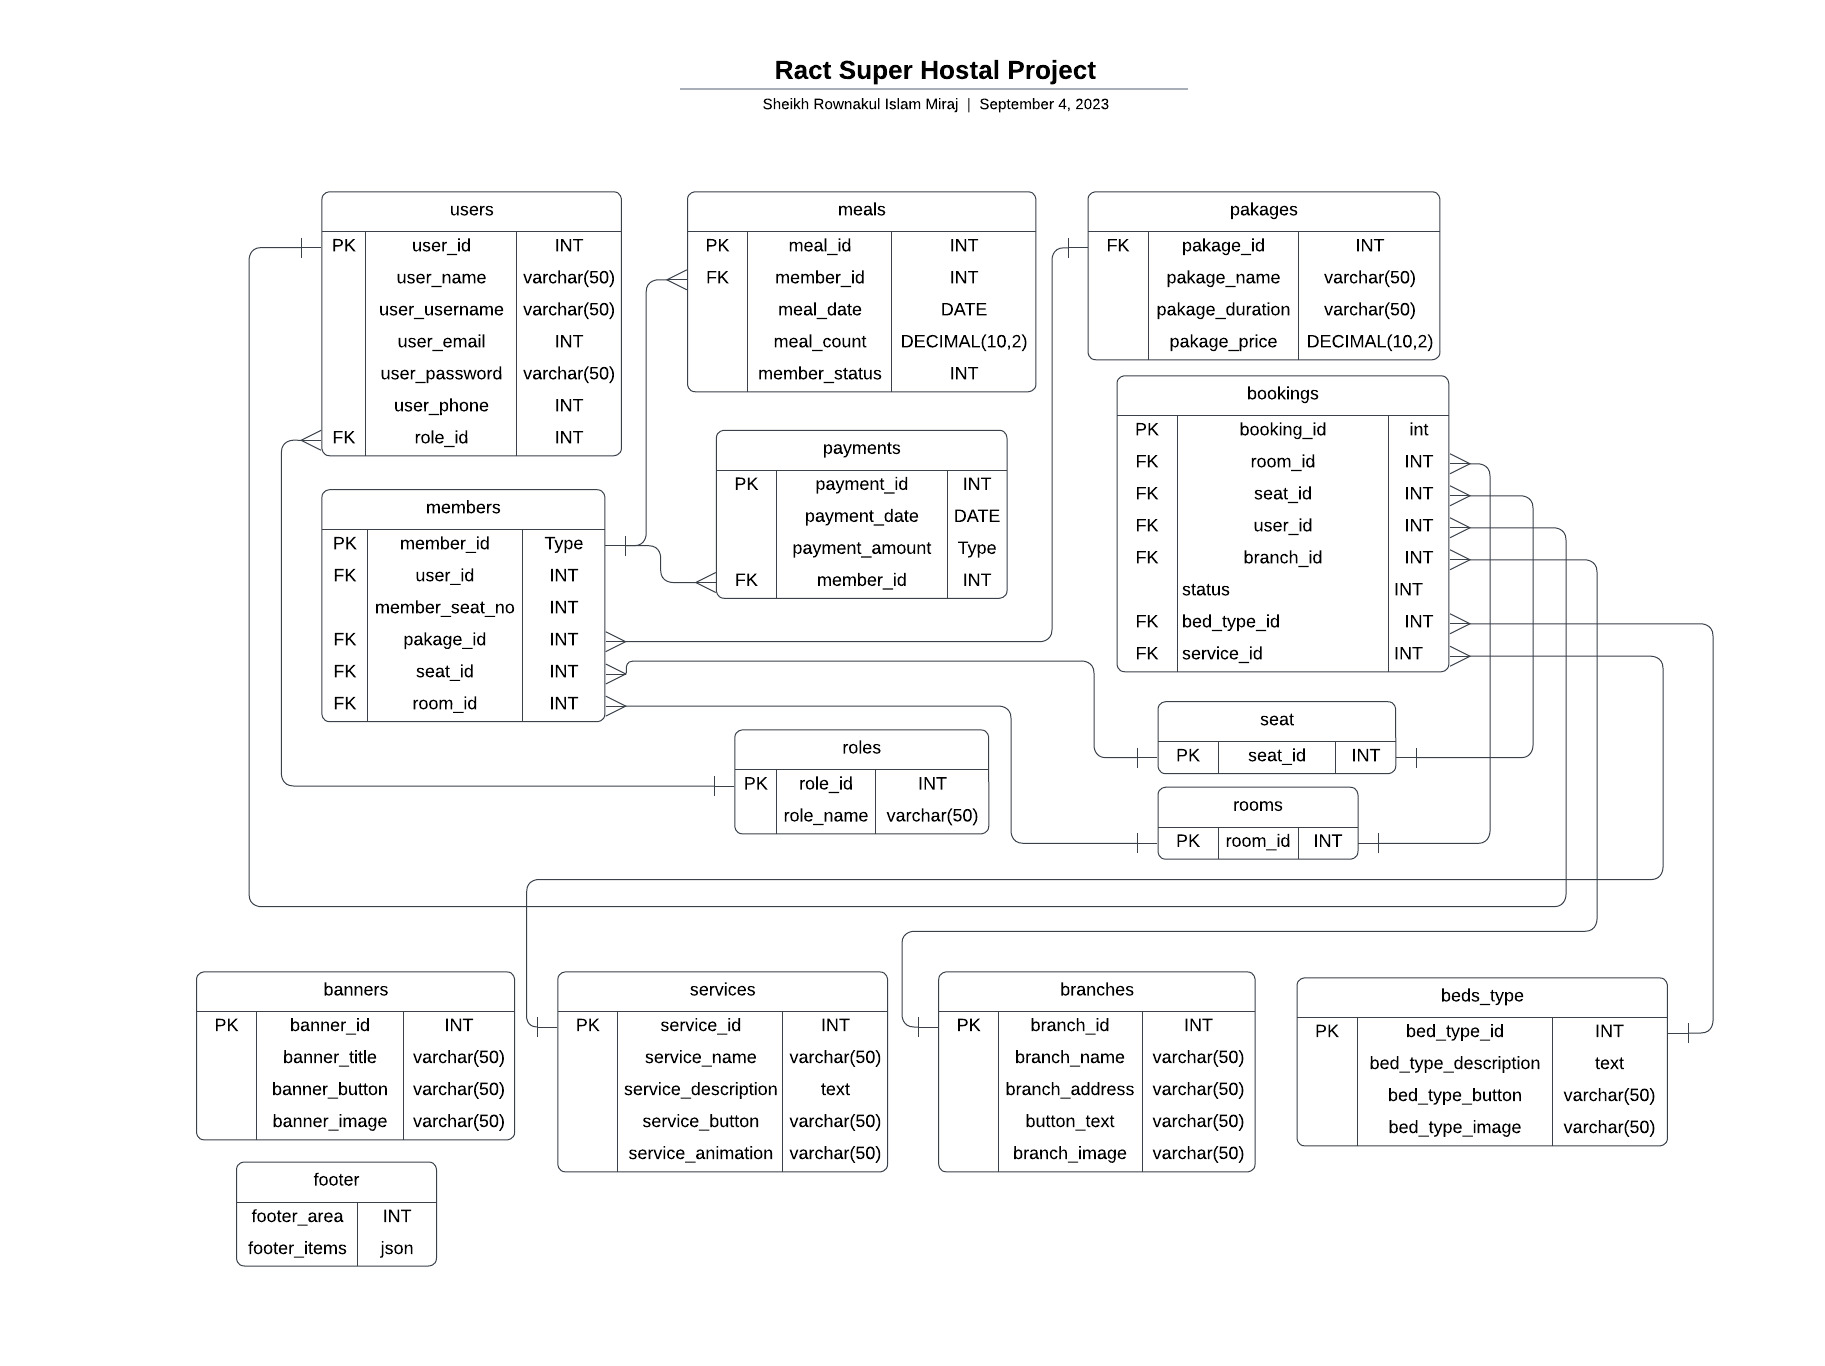 Ract Super Hostal Project
Sheikh Rownakul Islam Miraj | September 4, 2023
users
PK user_id INT
user_name varchar(50)
user_username varchar(50)
user_email INT
user_password varchar(50)
user_phone INT
FK role_id INT
meals
PK meal_id INT
FK member_id INT
meal_date DATE
meal_count DECIMAL(10,2)
member_status INT
pakages
FK pakage_id INT
pakage_name varchar(50)
pakage_duration varchar(50)
pakage_price DECIMAL(10,2)
bookings
PK booking_id int
FK room_id INT
FK seat_id INT
FK user_id INT
FK branch_id INT
status INT
FK bed_type_id INT
FK service_id INT
payments
PK payment_id INT
payment_date DATE
payment_amount Type
FK member_id INT
members
PK member_id Type
FK user_id INT
member_seat_no INT
FK pakage_id INT
FK seat_id INT
FK room_id INT
seat
PK seat_id INT
roles
PK role_id INT
role_name varchar(50)
rooms
PK room_id INT
banners
PK banner_id INT
banner_title varchar(50)
banner_button varchar(50)
banner_image varchar(50)
services
PK service_id INT
service_name varchar(50)
service_description text
service_button varchar(50)
service_animation varchar(50)
branches
PK branch_id INT
branch_name varchar(50)
branch_address varchar(50)
button_text varchar(50)
branch_image varchar(50)
beds_type
PK bed_type_id INT
bed_type_description text
bed_type_button varchar(50)
bed_type_image varchar(50)
footer
footer_area INT
footer_items json